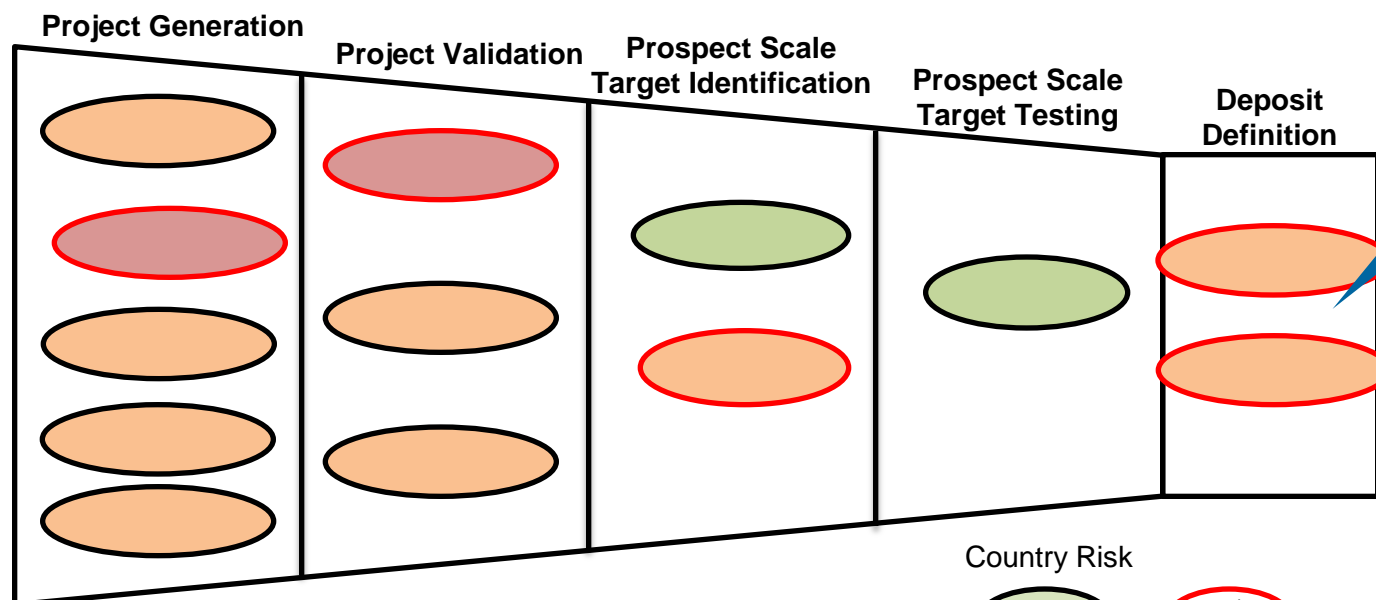 Project Generation
Project Validation
Prospect Scale
Target Identification
Prospect Scale
Target Testing
Deposit
Definition
Country Risk